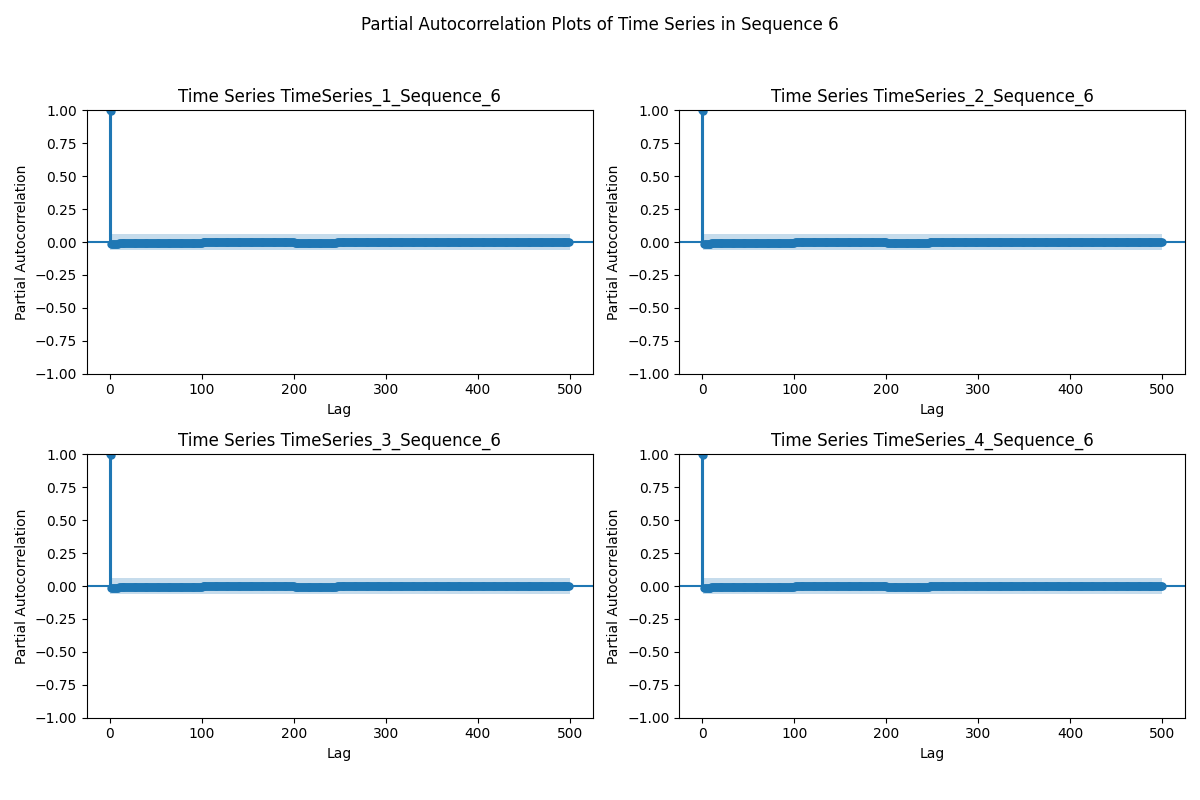 Partial Autocorrelation Plots of Time Series in Sequence 6
Time Series TimeSeries_1_Sequence_6
1.00
0.75
0.50
0.25
0.00
−0.25
−0.50
−0.75
−1.00
Partial Autocorrelation
0 100 200 300 400 500
Lag
Time Series TimeSeries_2_Sequence_6
1.00
0.75
0.50
0.25
0.00
−0.25
−0.50
−0.75
−1.00
Partial Autocorrelation
0 100 200 300 400 500
Lag
Time Series TimeSeries_3_Sequence_6
1.00
0.75
0.50
0.25
0.00
−0.25
−0.50
−0.75
−1.00
Partial Autocorrelation
0 100 200 300 400 500
Lag
Time Series TimeSeries_4_Sequence_6
1.00
0.75
0.50
0.25
0.00
−0.25
−0.50
−0.75
−1.00
Partial Autocorrelation
0 100 200 300 400 500
Lag